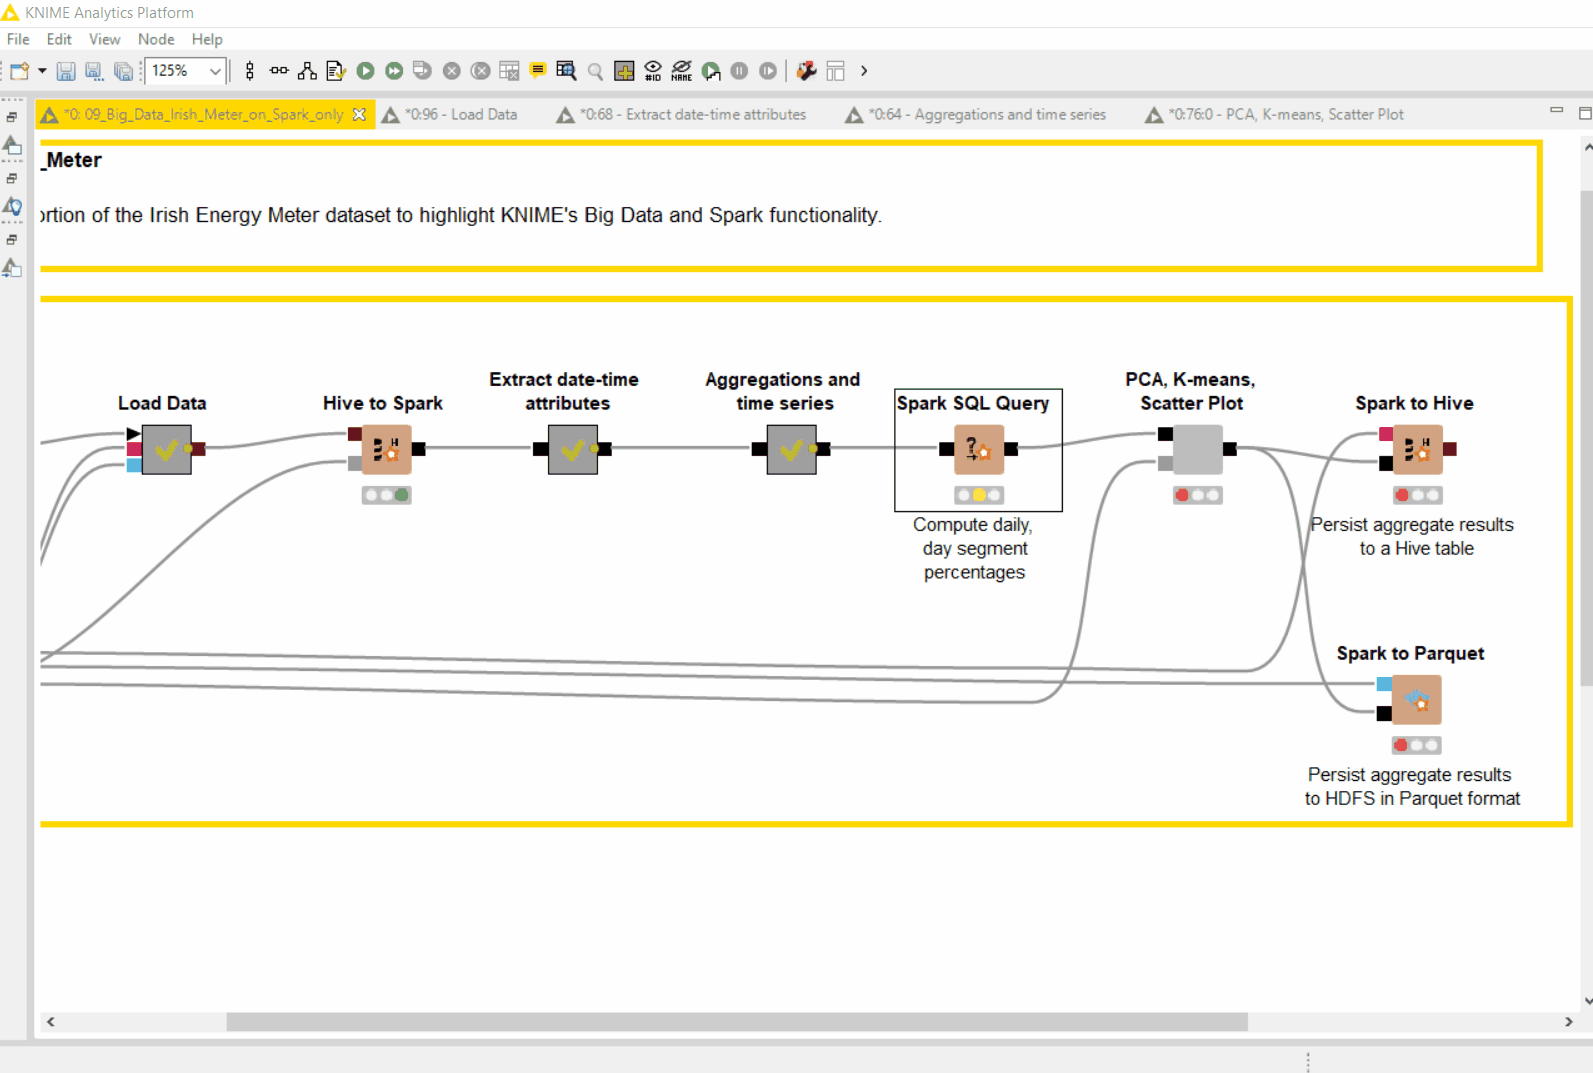 KNIME Analytics Platform
File Edit View Node Help
125% #ID NAME
*0: 09_Big_Data_Irish_Meter_on_Spark_only *0:96 - Load Data *0:68 - Extract date-time attributes *0:64 - Aggregations and time series *0:76:0 - PCA, K-means, Scatter Plot
_Meter
ortion of the Irish Energy Meter dataset to highlight KNIME's Big Data and Spark functionality.
Load Data
Hive to Spark
H
Extract date-time
attributes
Aggregations and
time series
Spark SQL Query
?
Compute daily,
day segment
percentages
PCA, K-means,
Scatter Plot
Spark to Hive
H
Persist aggregate results
to a Hive table
Spark to Parquet
Persist aggregate results
to HDFS in Parquet format